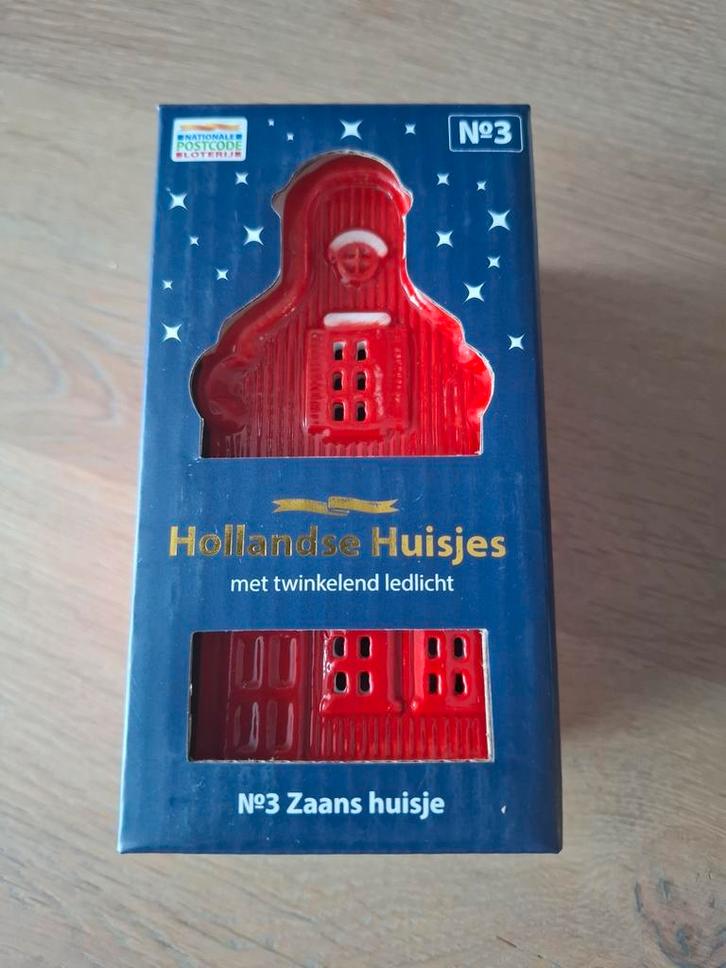 NATIONALE
POSTCODE
LOTERIJ
Nº3
Hollandse Huisjes
met twinkelend ledlicht
Nº3 Zaans huisje